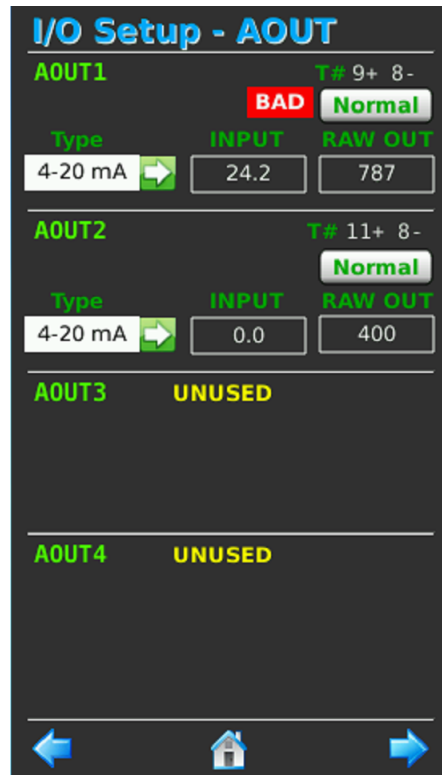 I/O Setup - AOUT
AOUT1 T# 9+ 8-
BAD Normal
Type INPUT RAW OUT
4-20 mA 24.2 787
AOUT2 T# 11+ 8-
Normal
Type INPUT RAW OUT
4-20 mA 0.0 400
AOUT3 UNUSED
AOUT4 UNUSED